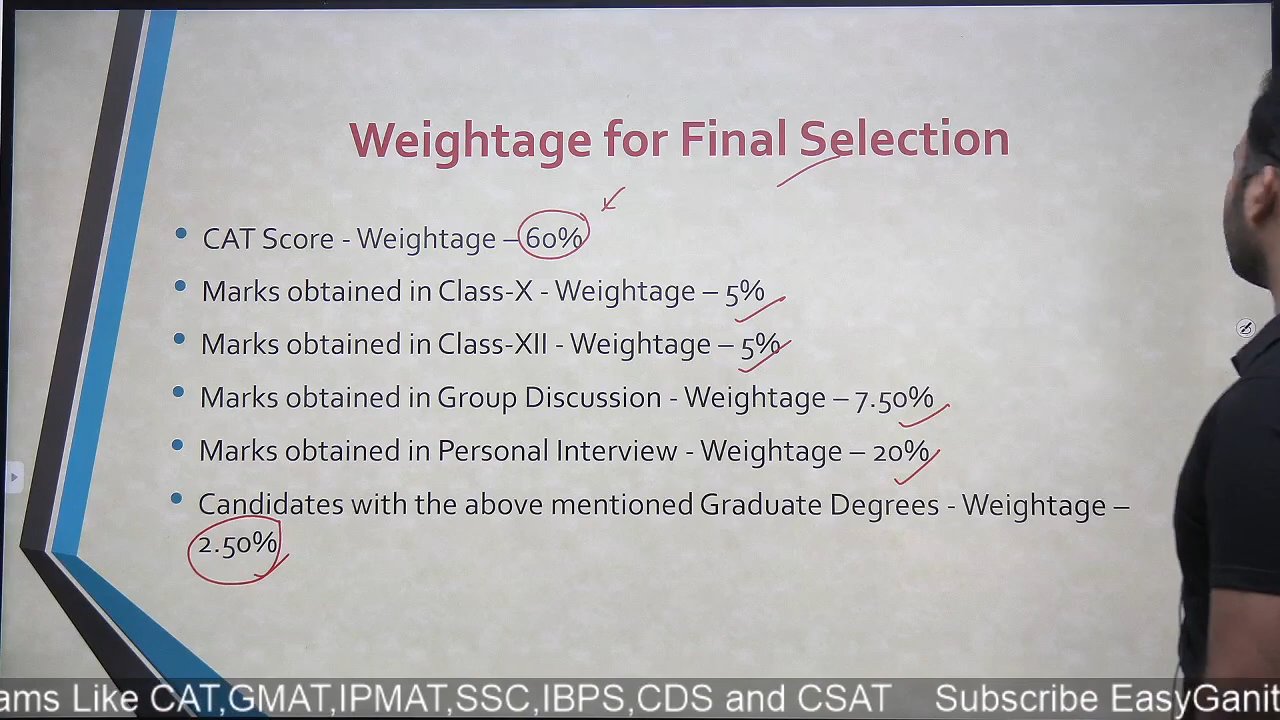 Weightage for Final Selection
• CAT Score - Weightage – 60%
• Marks obtained in Class-X - Weightage – 5%
• Marks obtained in Class-XII - Weightage – 5%
• Marks obtained in Group Discussion - Weightage – 7.50%
• Marks obtained in Personal Interview - Weightage – 20%
• Candidates with the above mentioned Graduate Degrees - Weightage –
2.50%
ams Like CAT,GMAT,IPMAT,SSC,IBPS,CDS and CSAT Subscribe EasyGanit